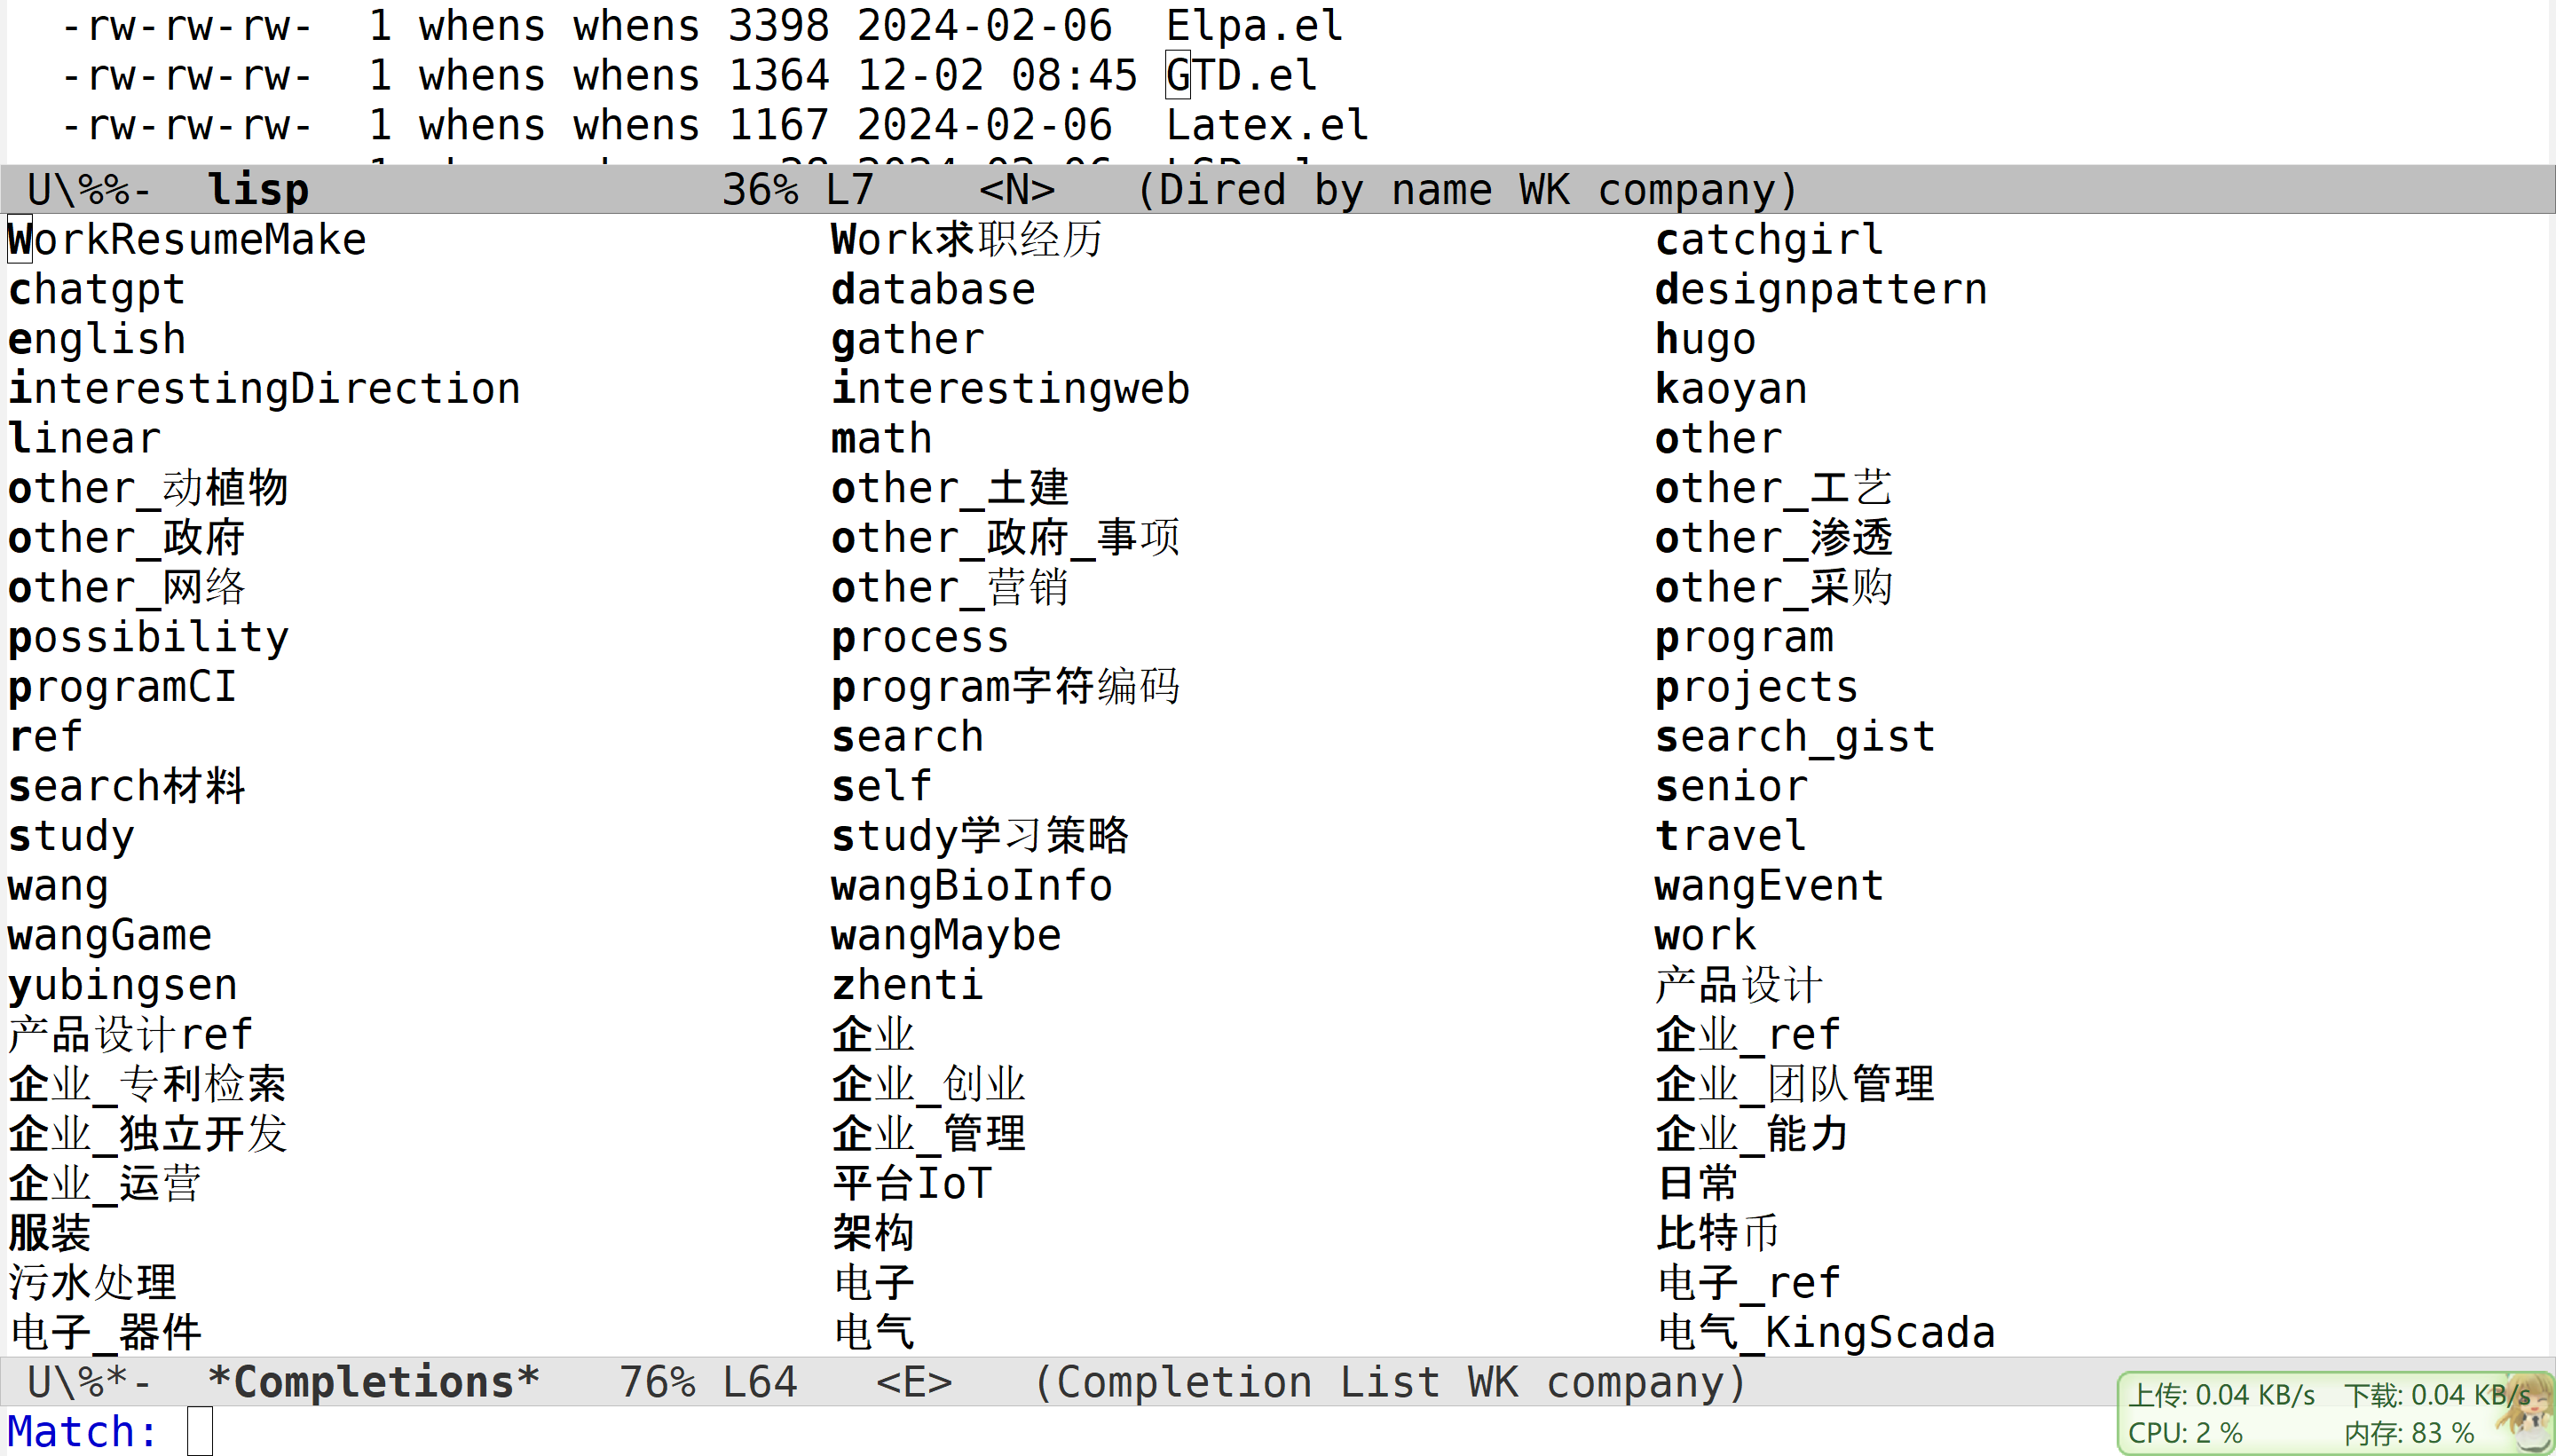 -rw-rw-rw-  1 whens whens 3398 2024-02-06  Elpa.el
-rw-rw-rw-  1 whens whens 1364 12-02 08:45 GTD.el
-rw-rw-rw-  1 whens whens 1167 2024-02-06  Latex.el
U\%%-  lisp                36% L7    <N>   (Dired by name WK company)
WorkResumeMake Work求职经历 catchgirl
chatgpt database designpattern
english gather hugo
interestingDirection interestingweb kaoyan
linear math other
other_动植物 other_土建 other_工艺
other_政府 other_政府_事项 other_渗透
other_网络 other_营销 other_采购
possibility process program
programCI program字符编码 projects
ref search search_gist
search材料 self senior
study study学习策略 travel
wang wangBioInfo wangEvent
wangGame wangMaybe work
yubingsen zhenti 产品设计
产品设计ref 企业 企业_ref
企业_专利检索 企业_创业 企业_团队管理
企业_独立开发 企业_管理 企业_能力
企业_运营 平台IoT 日常
服装 架构 比特币
污水处理 电子 电子_ref
电子_器件 电气 电气_KingScada
U\%*-  *Completions*   76% L64   <E>   (Completion List WK company)
上传: 0.04 KB/s 下载: 0.04 KB/s
CPU: 2 % 内存: 83 %
Match: